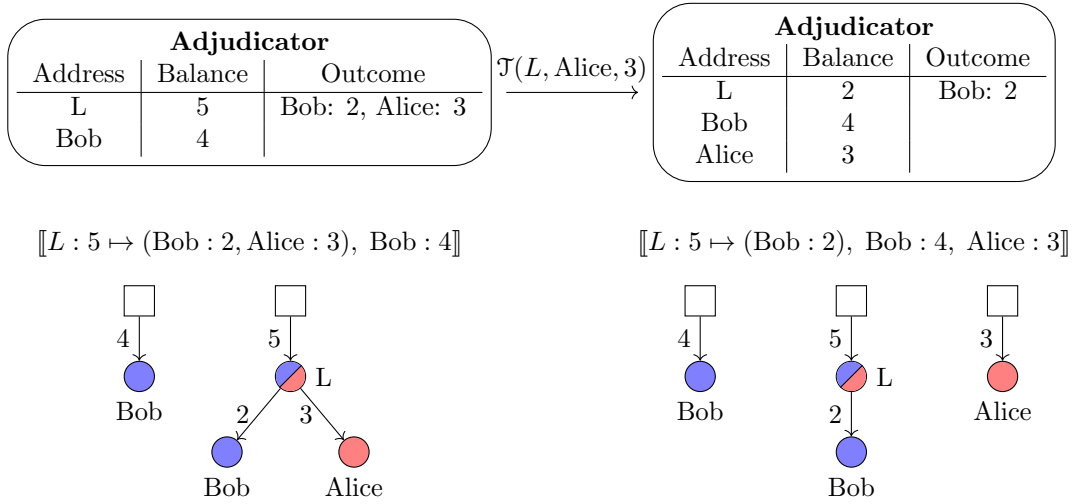 Adjudicator
Address Balance Outcome
L 5 Bob: 2, Alice: 3
Bob 4
𝒯(L, Alice, 3)
Adjudicator
Address Balance Outcome
L 2 Bob: 2
Bob 4
Alice 3
⟦L : 5 ↦ (Bob : 2, Alice : 3), Bob : 4⟧
4
5
L
Bob
2
3
Bob
Alice
⟦L : 5 ↦ (Bob : 2), Bob : 4, Alice : 3⟧
4
5
3
L
Bob
Alice
2
Bob